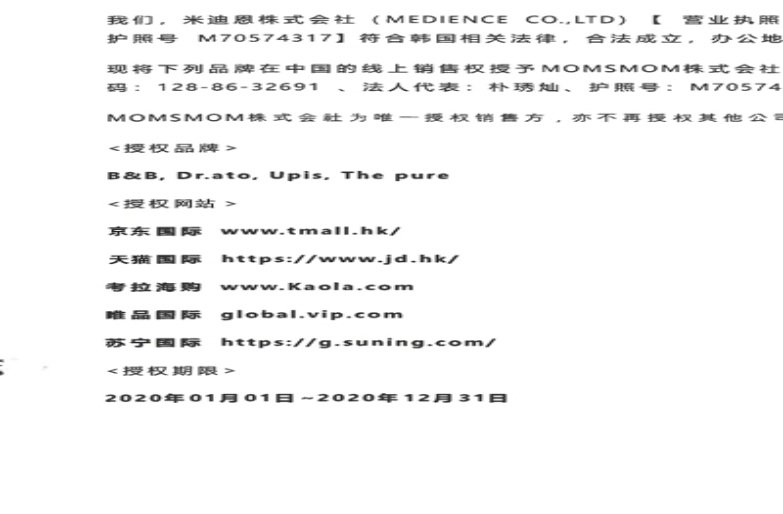 我们，米迪恩株式会社（MEDIENCE CO.,LTD）【 营业执照
护照号 M70574317】符合韩国相关法律，合法成立，办公地
现将下列品牌在中国的线上销售权授予MOMSMOM株式会社
码：128-86-32691 、法人代表：朴琇灿、护照号：M70574
MOMSMOM株式会社为唯一授权销售方，亦不再授权其他公司
<授权品牌>
B&B, Dr.ato, Upis, The pure
<授权网站 >
京东国际 www.tmall.hk/
天猫国际 https://www.jd.hk/
考拉海购 www.Kaola.com
唯品国际 global.vip.com
苏宁国际 https://g.suning.com/
<授权期限>
2020年01月01日~2020年12月31日